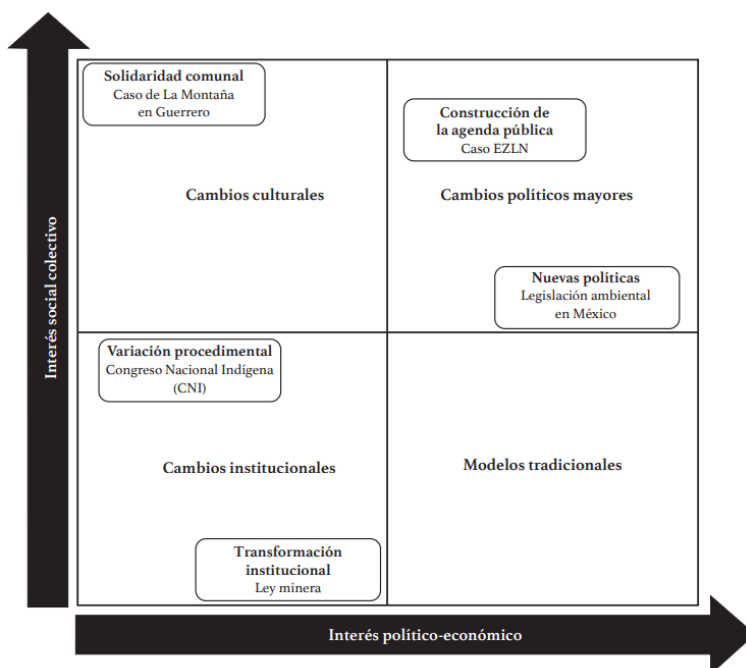 Solidaridad comunal
Caso de La Montaña
en Guerrero
Construcción de
la agenda pública
Caso EZLN
Cambios culturales
Cambios políticos mayores
Nuevas políticas
Legislación ambiental
en México
Interés social colectivo
Variación procedimental
Congreso Nacional Indígena
(CNI)
Cambios institucionales
Modelos tradicionales
Transformación
institucional
Ley minera
Interés político-económico